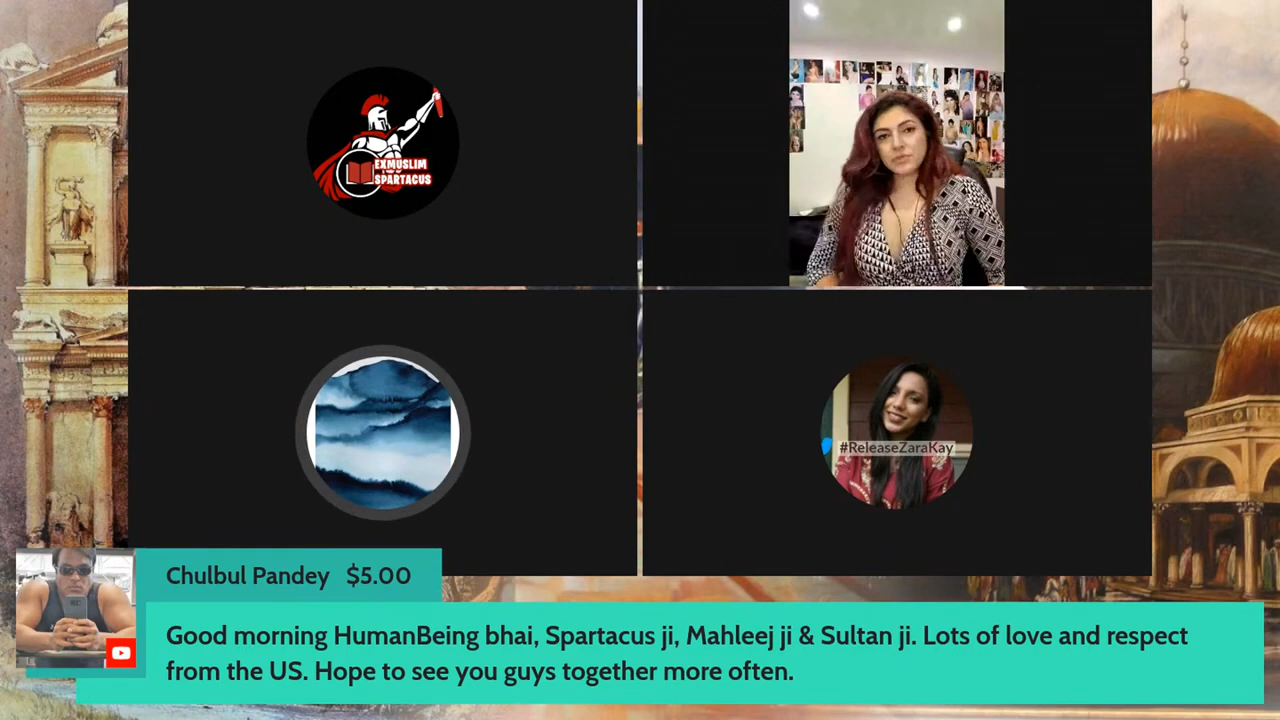 EXMUSLIM
SPARTACUS
#ReleaseZaraKay
Chulbul Pandey $5.00
Good morning HumanBeing bhai, Spartacus ji, Mahleej ji & Sultan ji. Lots of love and respect
from the US. Hope to see you guys together more often.